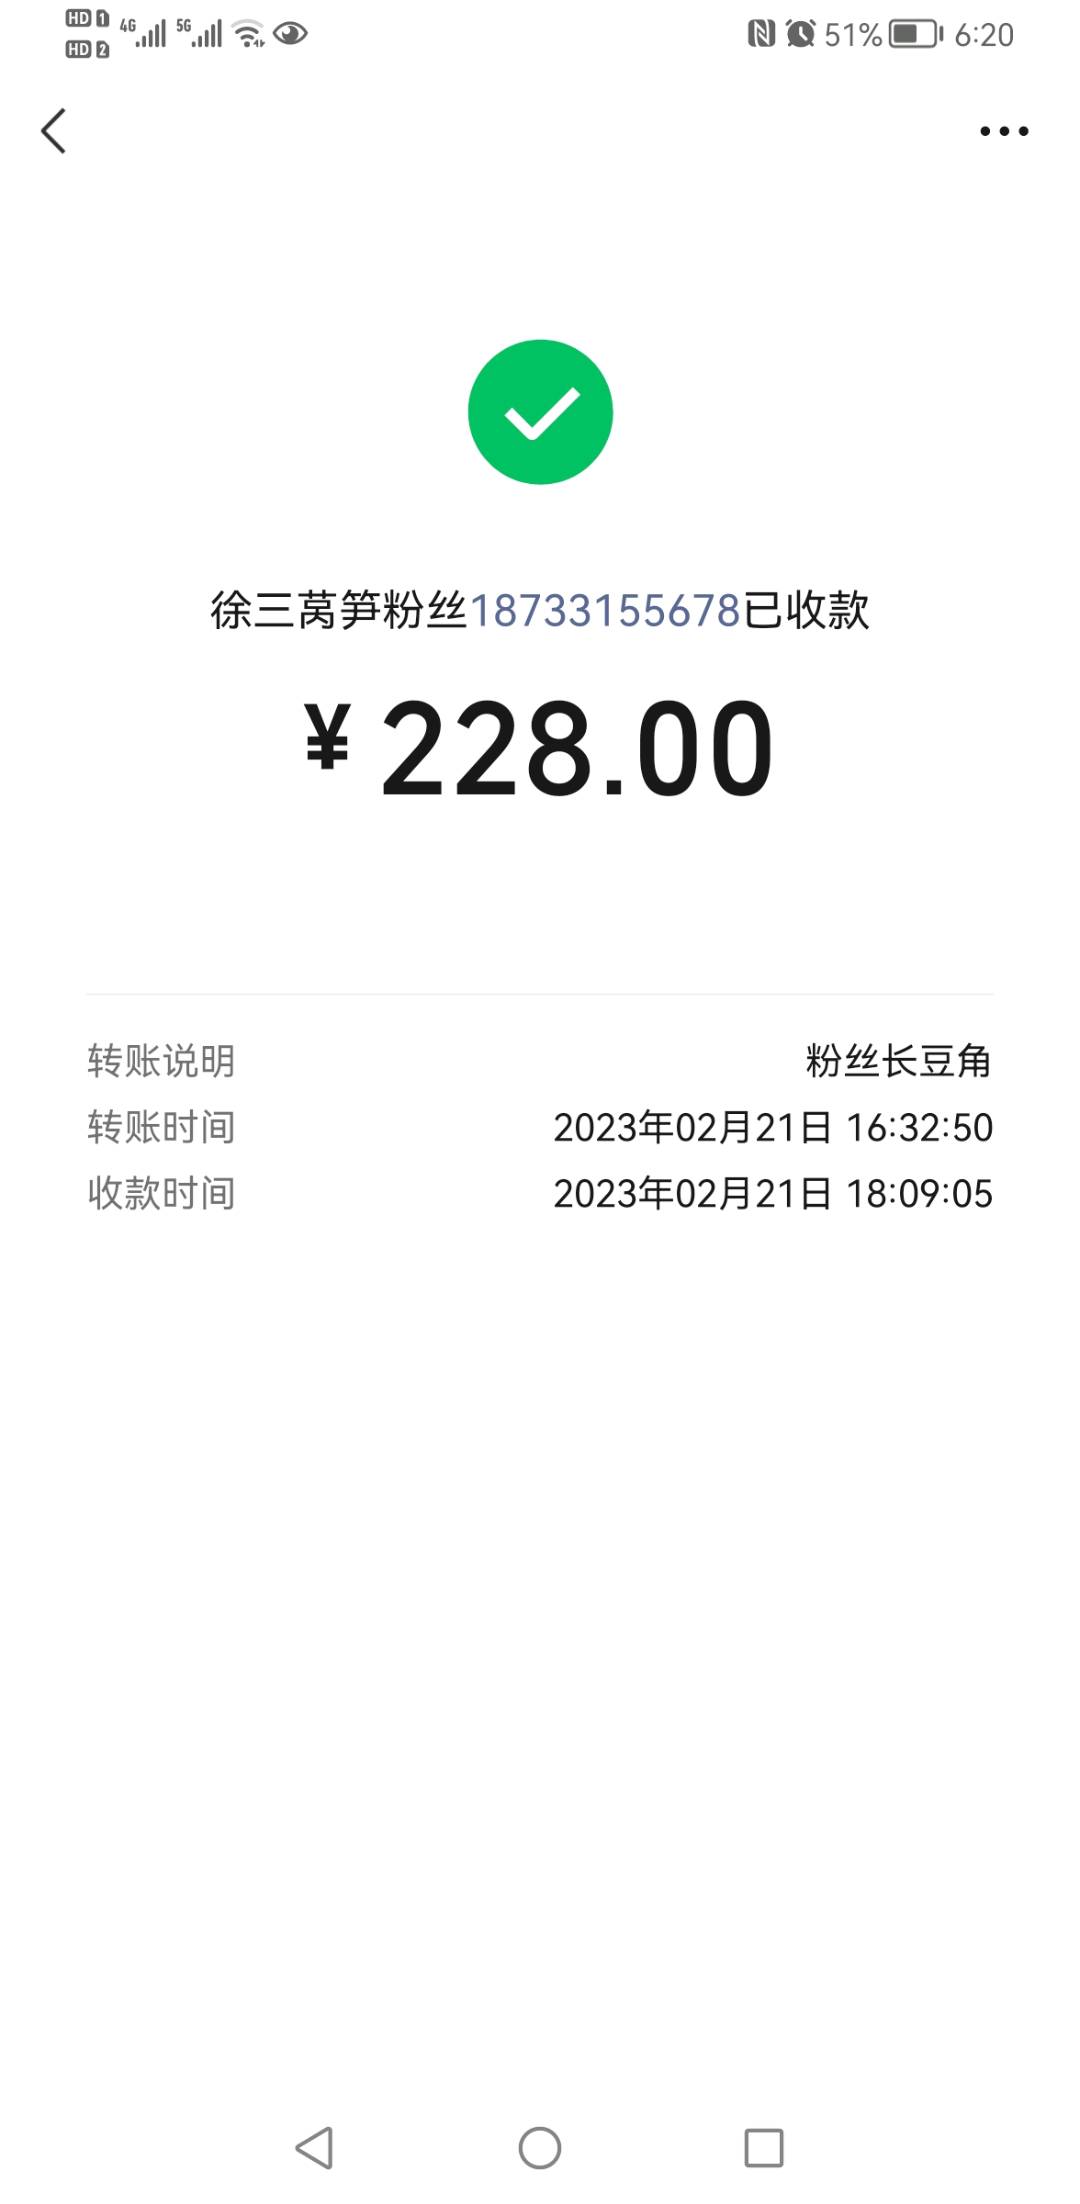 HD 1 4G 5G 51% 6:20
HD 2
徐三莴笋粉丝18733155678已收款
¥228.00
转账说明 粉丝长豆角
转账时间 2023年02月21日 16:32:50
收款时间 2023年02月21日 18:09:05